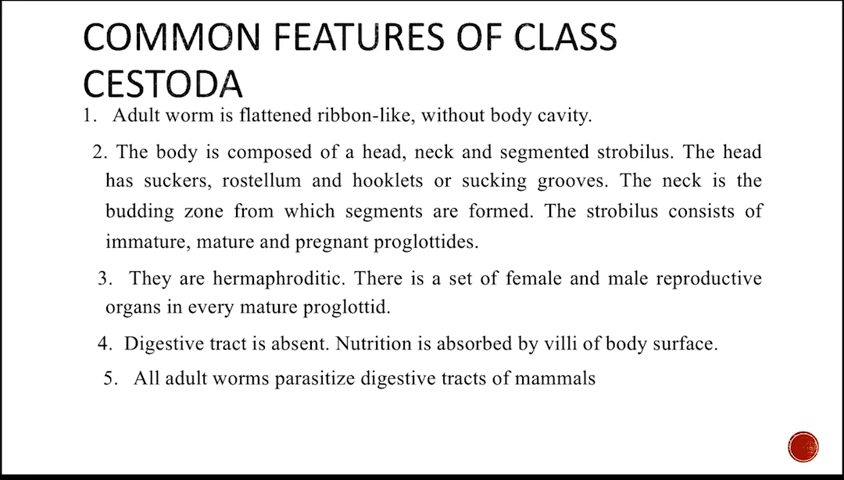 COMMON FEATURES OF CLASS
CESTODA
1. Adult worm is flattened ribbon-like, without body cavity.
2. The body is composed of a head, neck and segmented strobilus. The head
has suckers, rostellum and hooklets or sucking grooves. The neck is the
budding zone from which segments are formed. The strobilus consists of
immature, mature and pregnant proglottides.
3. They are hermaphroditic. There is a set of female and male reproductive
organs in every mature proglottid.
4. Digestive tract is absent. Nutrition is absorbed by villi of body surface.
5. All adult worms parasitize digestive tracts of mammals